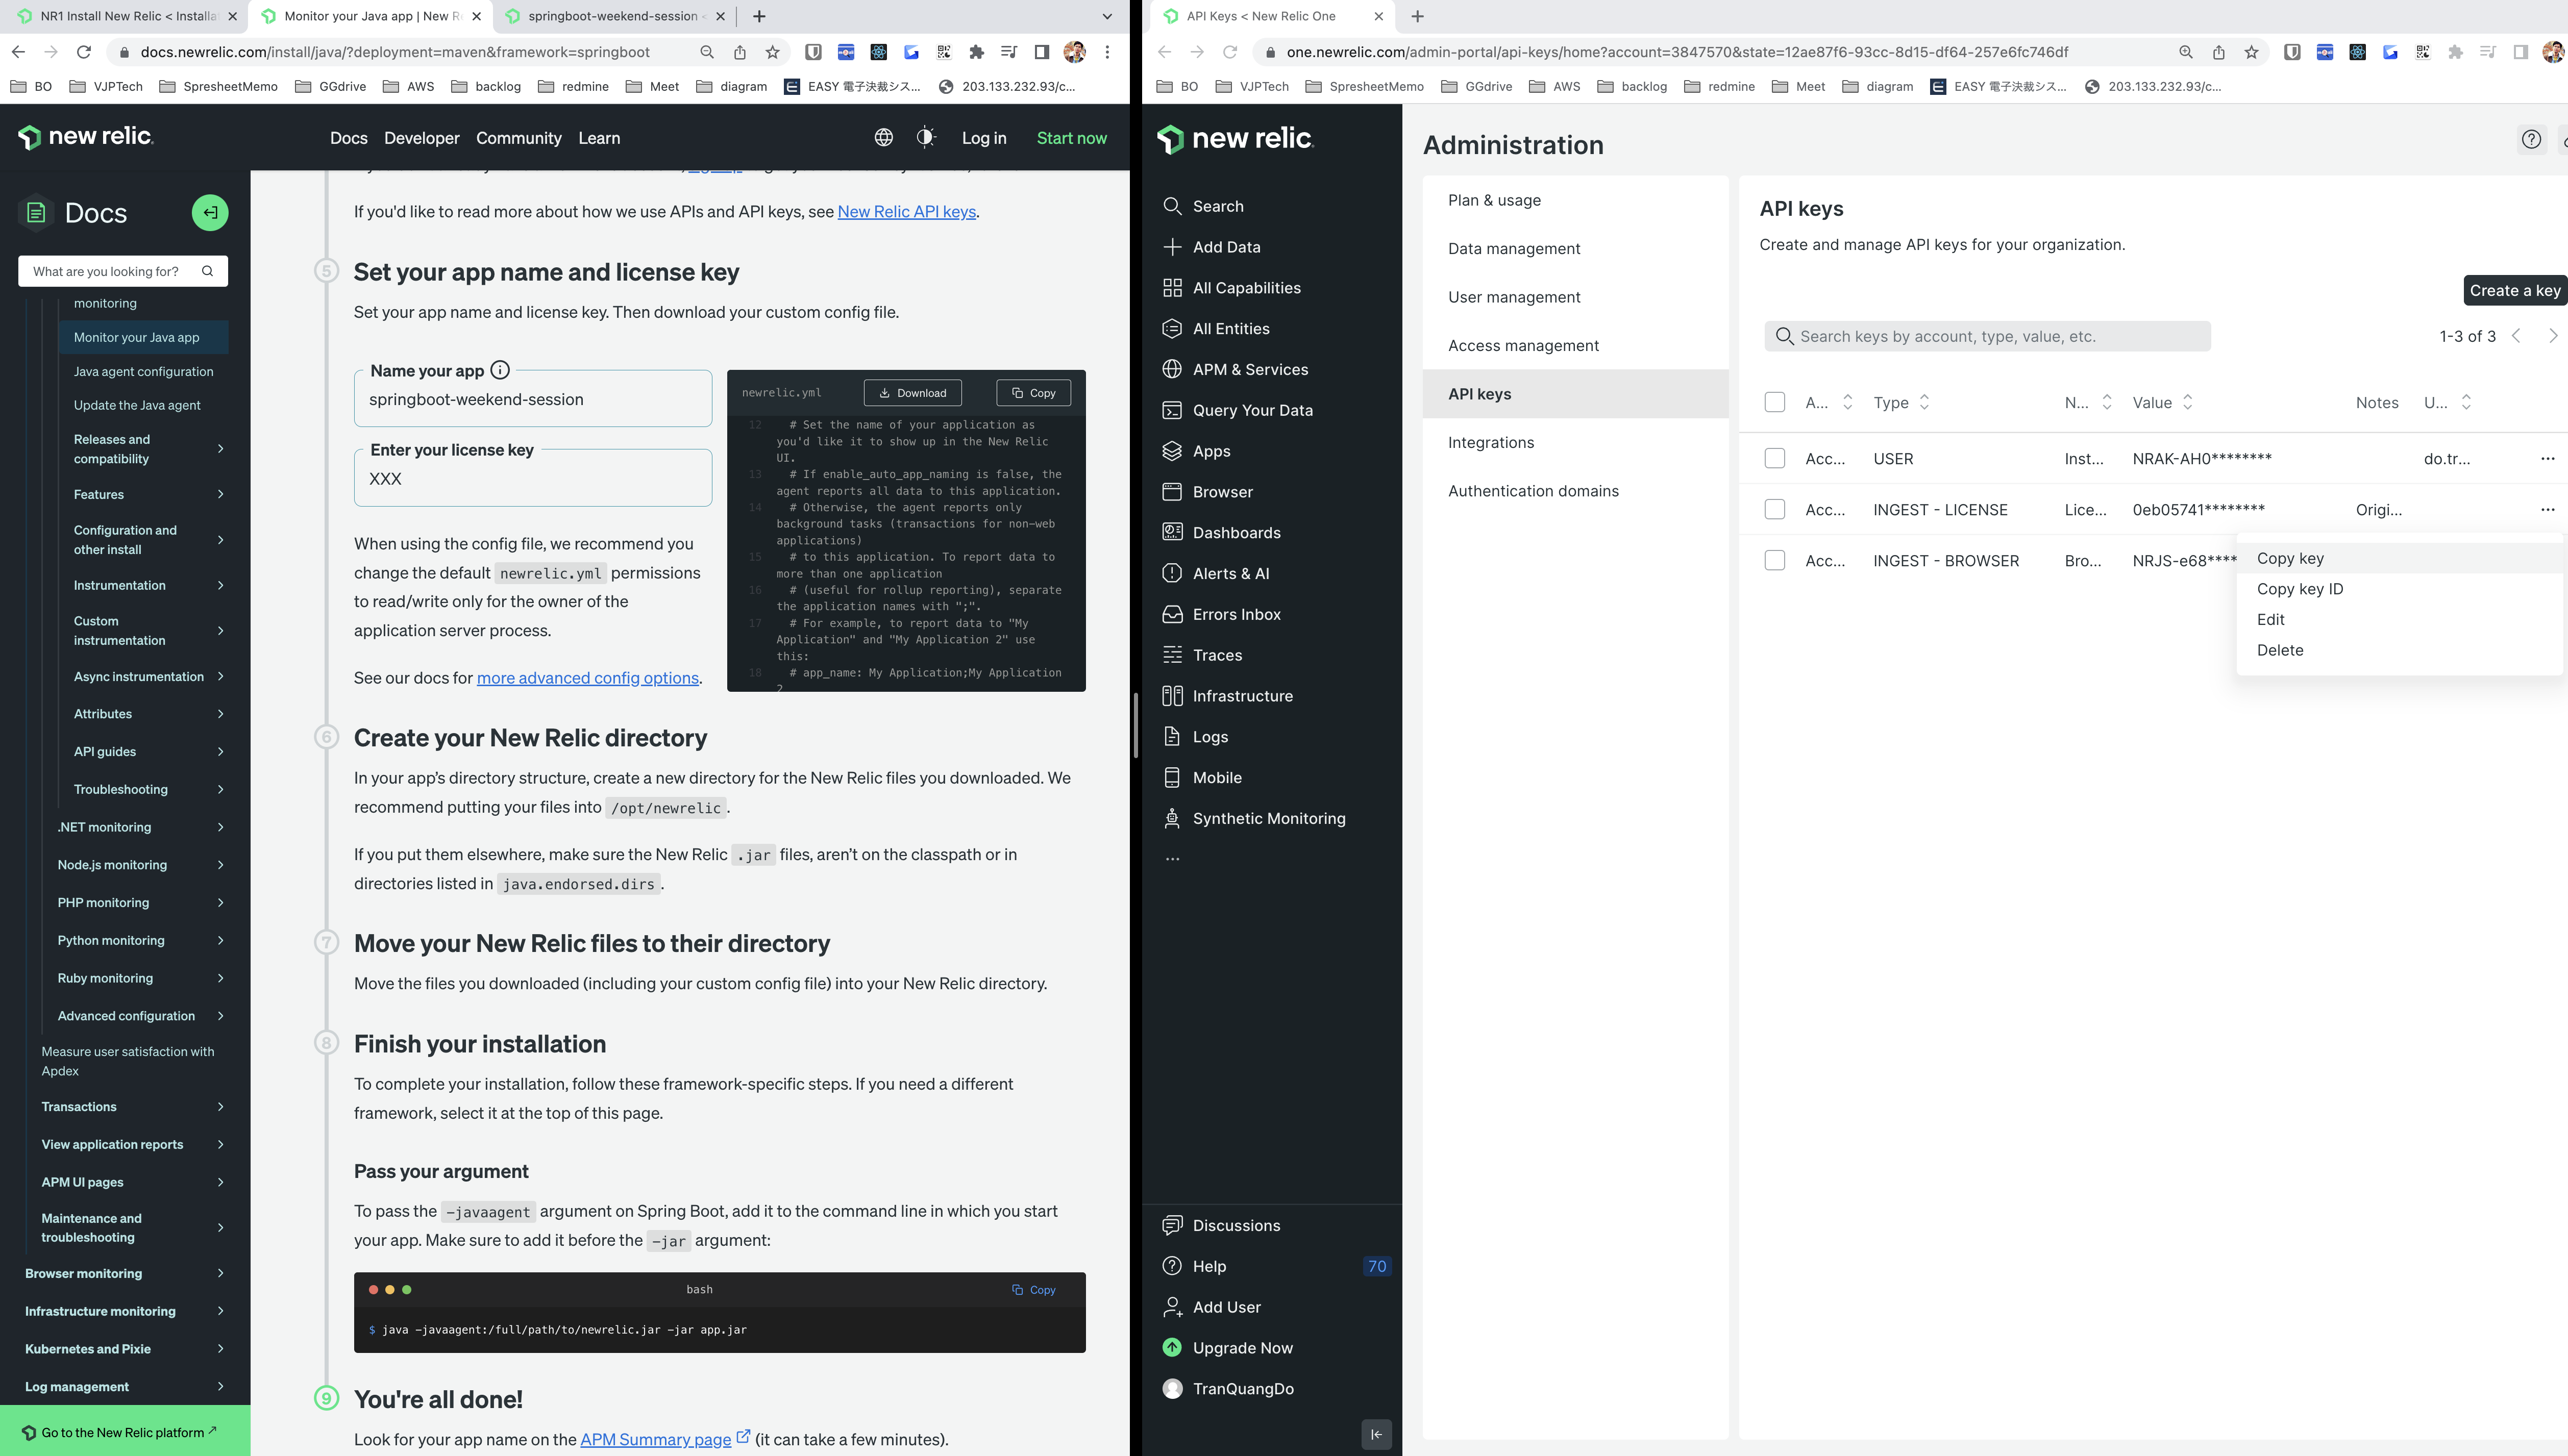 NR1 Install New Relic < Installa
Monitor your Java app | New R
springboot-weekend-session <
docs.newrelic.com/install/java/?deployment=maven&framework=springboot
BO
VJPTech
SpresheetMemo
GGdrive
AWS
backlog
redmine
Meet
diagram
EASY 電子決裁シス...
203.133.232.93/c...
new relic.
Docs
Developer
Community
Learn
Log in
Start now
Docs
What are you looking for?
monitoring
Monitor your Java app
Java agent configuration
Update the Java agent
Releases and
compatibility
Features
Configuration and
other install
Instrumentation
Custom
instrumentation
Async instrumentation
Attributes
API guides
Troubleshooting
.NET monitoring
Node.js monitoring
PHP monitoring
Python monitoring
Ruby monitoring
Advanced configuration
Measure user satisfaction with
Apdex
Transactions
View application reports
APM UI pages
Maintenance and
troubleshooting
Browser monitoring
Infrastructure monitoring
Kubernetes and Pixie
Log management
Go to the New Relic platform
If you'd like to read more about how we use APIs and API keys, see New Relic API keys.
5
Set your app name and license key
Set your app name and license key. Then download your custom config file.
Name your app
springboot-weekend-session
Enter your license key
XXX
When using the config file, we recommend you
change the default newrelic.yml permissions
to read/write only for the owner of the
application server process.
See our docs for more advanced config options.
newrelic.yml
Download
Copy
12 # Set the name of your application as
you'd like it to show up in the New Relic
UI.
13 # If enable_auto_app_naming is false, the
agent reports all data to this application.
14 # Otherwise, the agent reports only
background tasks (transactions for non-web
applications)
15 # to this application. To report data to
more than one application
16 # (useful for rollup reporting), separate
the application names with ";".
17 # For example, to report data to "My
Application" and "My Application 2" use
this:
18 # app_name: My Application;My Application
2
6
Create your New Relic directory
In your app’s directory structure, create a new directory for the New Relic files you downloaded. We
recommend putting your files into /opt/newrelic.
If you put them elsewhere, make sure the New Relic .jar files, aren’t on the classpath or in
directories listed in java.endorsed.dirs.
7
Move your New Relic files to their directory
Move the files you downloaded (including your custom config file) into your New Relic directory.
8
Finish your installation
To complete your installation, follow these framework-specific steps. If you need a different
framework, select it at the top of this page.
Pass your argument
To pass the -javaagent argument on Spring Boot, add it to the command line in which you start
your app. Make sure to add it before the -jar argument:
bash
Copy
$ java -javaagent:/full/path/to/newrelic.jar -jar app.jar
9
You're all done!
Look for your app name on the APM Summary page (it can take a few minutes).
API Keys < New Relic One
one.newrelic.com/admin-portal/api-keys/home?account=3847570&state=12ae87f6-93cc-8d15-df64-257e6fc746df
BO
VJPTech
SpresheetMemo
GGdrive
AWS
backlog
redmine
Meet
diagram
EASY 電子決裁シス...
203.133.232.93/c...
new relic.
Search
Add Data
All Capabilities
All Entities
APM & Services
Query Your Data
Apps
Browser
Dashboards
Alerts & AI
Errors Inbox
Traces
Infrastructure
Logs
Mobile
Synthetic Monitoring
...
Discussions
Help
70
Add User
Upgrade Now
TranQuangDo
Administration
Plan & usage
Data management
User management
Access management
API keys
Integrations
Authentication domains
API keys
Create and manage API keys for your organization.
Create a key
Search keys by account, type, value, etc.
1-3 of 3
A... Type N... Value Notes U...
Acc... USER Inst... NRAK-AH0******** do.tr... ...
Acc... INGEST - LICENSE Lice... 0eb05741******** Origi... ...
Acc... INGEST - BROWSER Bro... NRJS-e68****
Copy key
Copy key ID
Edit
Delete